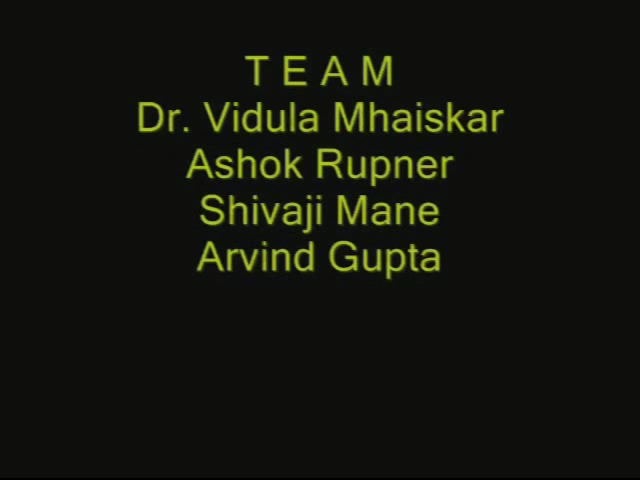 T E A M
Dr. Vidula Mhaiskar
Ashok Rupner
Shivaji Mane
Arvind Gupta